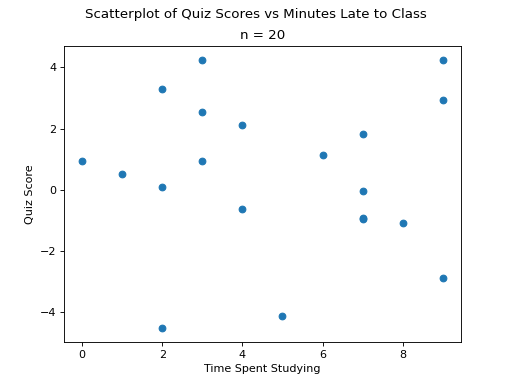 Scatterplot of Quiz Scores vs Minutes Late to Class
n = 20
4
2
0
−2
−4
Quiz Score
0 2 4 6 8
Time Spent Studying